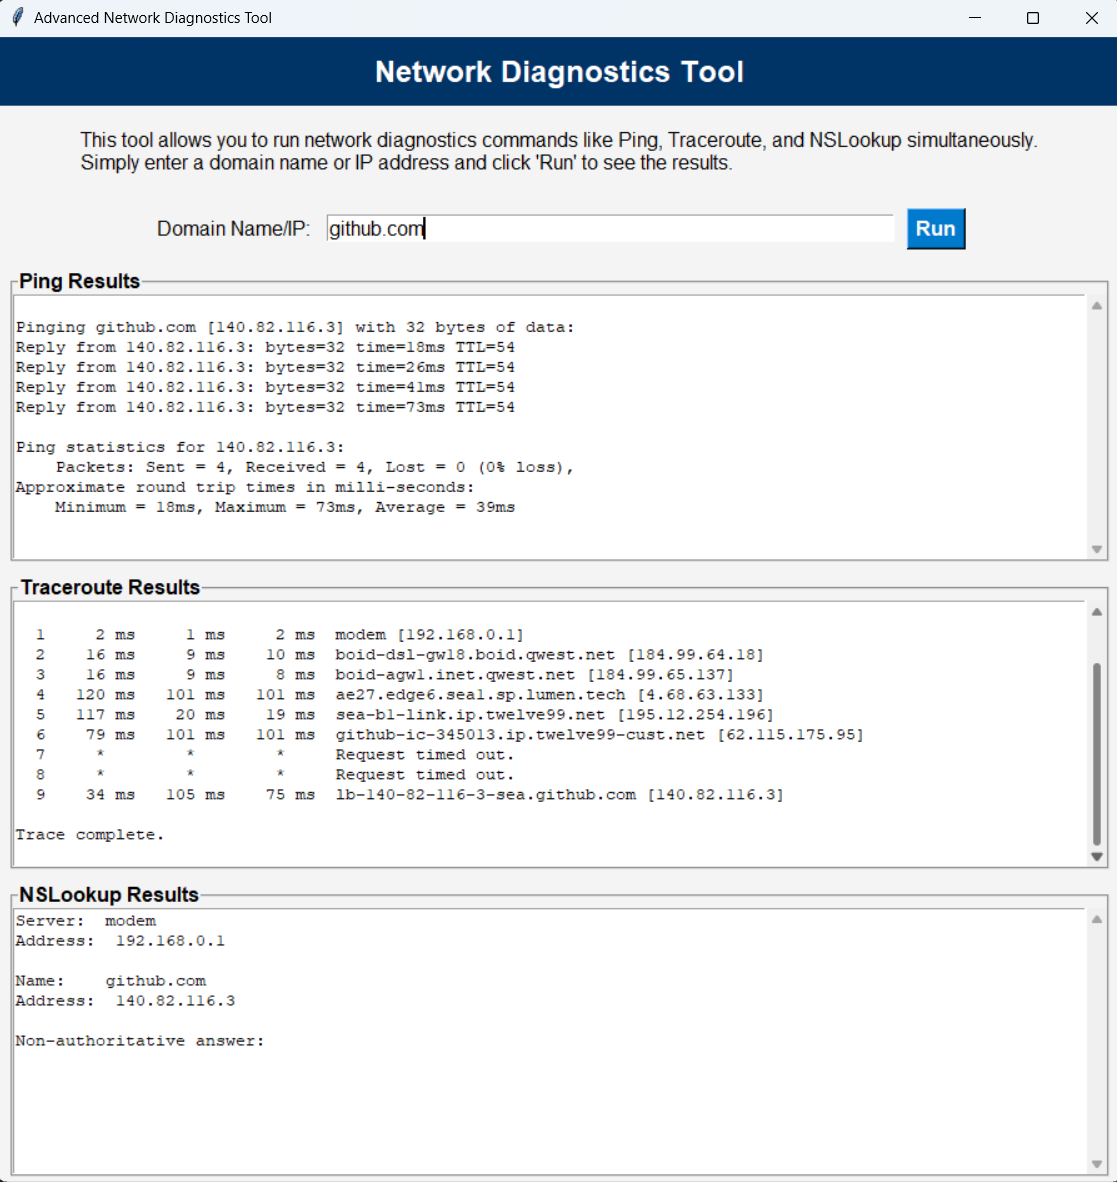 Advanced Network Diagnostics Tool
Network Diagnostics Tool
This tool allows you to run network diagnostics commands like Ping, Traceroute, and NSLookup simultaneously.
Simply enter a domain name or IP address and click 'Run' to see the results.
Domain Name/IP: github.com Run
Ping Results
Pinging github.com [140.82.116.3] with 32 bytes of data:
Reply from 140.82.116.3: bytes=32 time=18ms TTL=54
Reply from 140.82.116.3: bytes=32 time=26ms TTL=54
Reply from 140.82.116.3: bytes=32 time=41ms TTL=54
Reply from 140.82.116.3: bytes=32 time=73ms TTL=54
Ping statistics for 140.82.116.3:
    Packets: Sent = 4, Received = 4, Lost = 0 (0% loss),
Approximate round trip times in milli-seconds:
    Minimum = 18ms, Maximum = 73ms, Average = 39ms
Traceroute Results
  1     2 ms     1 ms     2 ms  modem [192.168.0.1]
  2    16 ms     9 ms    10 ms  boid-dsl-gw18.boid.qwest.net [184.99.64.18]
  3    16 ms     9 ms     8 ms  boid-agw1.inet.qwest.net [184.99.65.137]
  4   120 ms   101 ms   101 ms  ae27.edge6.sea1.sp.lumen.tech [4.68.63.133]
  5   117 ms    20 ms    19 ms  sea-b1-link.ip.twelve99.net [195.12.254.196]
  6    79 ms   101 ms   101 ms  github-ic-345013.ip.twelve99-cust.net [62.115.175.95]
  7     *        *        *     Request timed out.
  8     *        *        *     Request timed out.
  9    34 ms   105 ms    75 ms  lb-140-82-116-3-sea.github.com [140.82.116.3]
Trace complete.
NSLookup Results
Server:  modem
Address:  192.168.0.1
Name:    github.com
Address:  140.82.116.3
Non-authoritative answer: